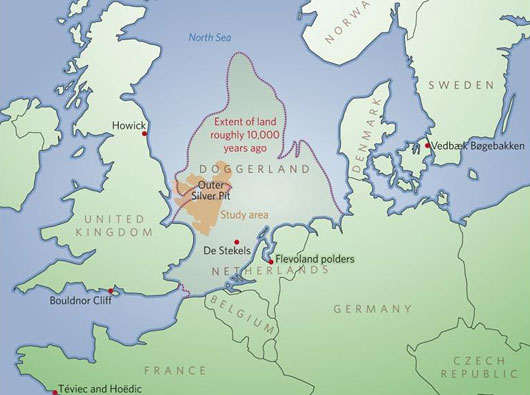 NORWAY
North Sea
SWEDEN
Extent of land
roughly 10,000
years ago
Howick
DENMARK
Vedbæk Bøgebakken
DOGGERLAND
Outer
Silver Pit
UNITED
KINGDOM
Study area
De Stekels
Flevoland polders
NETHERLANDS
Bouldnor Cliff
BELGIUM
GERMANY
FRANCE
CZECH
REPUBLIC
Téviec and Hoëdic